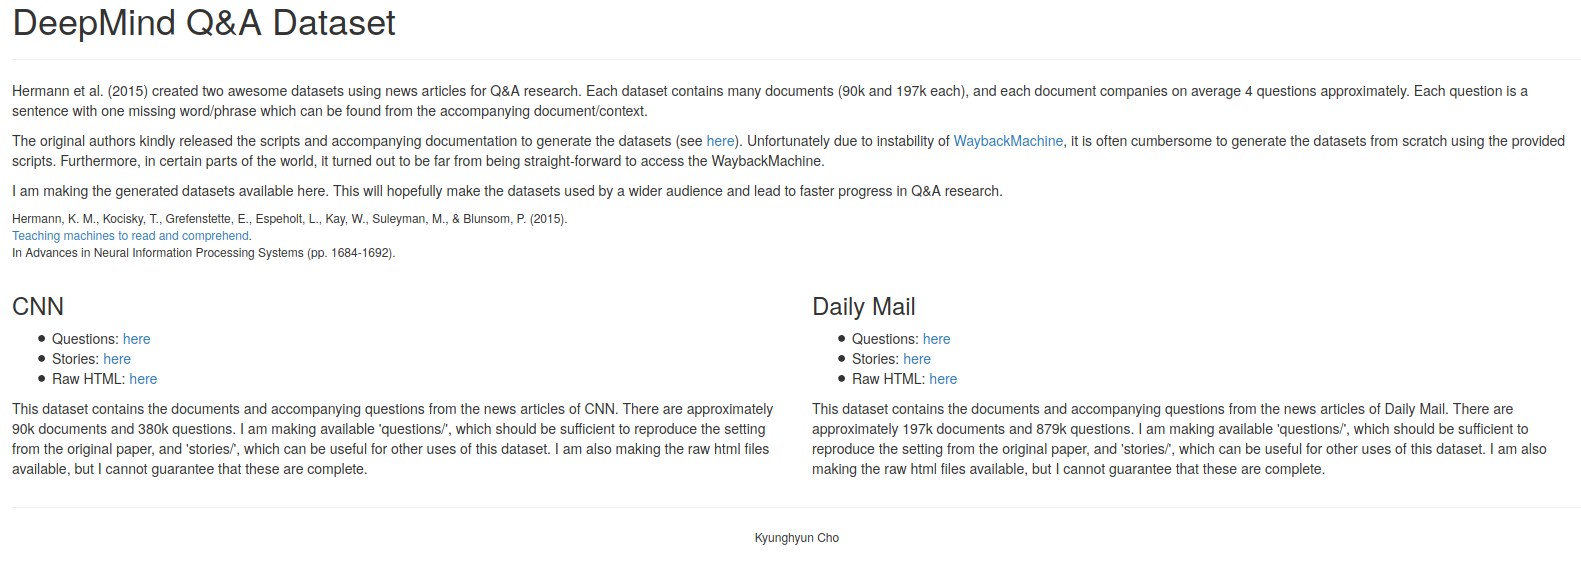 DeepMind Q&A Dataset
Hermann et al. (2015) created two awesome datasets using news articles for Q&A research. Each dataset contains many documents (90k and 197k each), and each document companies on average 4 questions approximately. Each question is a
sentence with one missing word/phrase which can be found from the accompanying document/context.
The original authors kindly released the scripts and accompanying documentation to generate the datasets (see here). Unfortunately due to instability of WaybackMachine, it is often cumbersome to generate the datasets from scratch using the provided
scripts. Furthermore, in certain parts of the world, it turned out to be far from being straight-forward to access the WaybackMachine.
I am making the generated datasets available here. This will hopefully make the datasets used by a wider audience and lead to faster progress in Q&A research.
Hermann, K. M., Kocisky, T., Grefenstette, E., Espeholt, L., Kay, W., Suleyman, M., & Blunsom, P. (2015).
Teaching machines to read and comprehend.
In Advances in Neural Information Processing Systems (pp. 1684-1692).
CNN
● Questions: here
● Stories: here
● Raw HTML: here
This dataset contains the documents and accompanying questions from the news articles of CNN. There are approximately
90k documents and 380k questions. I am making available 'questions/', which should be sufficient to reproduce the setting
from the original paper, and 'stories/', which can be useful for other uses of this dataset. I am also making the raw html files
available, but I cannot guarantee that these are complete.
Daily Mail
● Questions: here
● Stories: here
● Raw HTML: here
This dataset contains the documents and accompanying questions from the news articles of Daily Mail. There are
approximately 197k documents and 879k questions. I am making available 'questions/', which should be sufficient to
reproduce the setting from the original paper, and 'stories/', which can be useful for other uses of this dataset. I am also
making the raw html files available, but I cannot guarantee that these are complete.
Kyunghyun Cho